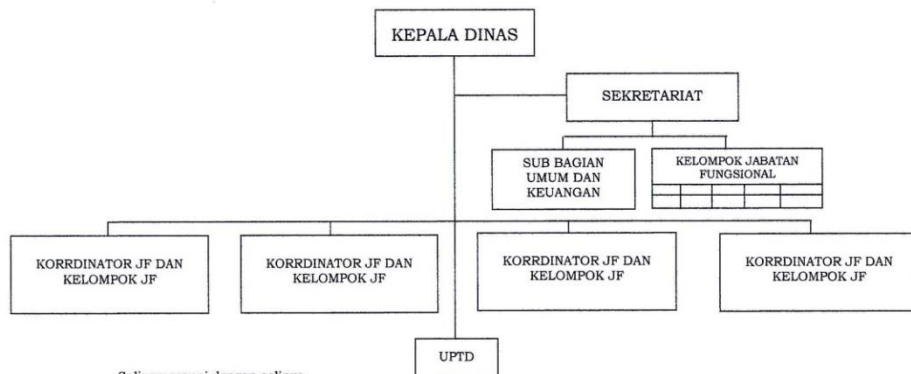 KEPALA DINAS
SEKRETARIAT
SUB BAGIAN
UMUM DAN
KEUANGAN
KELOMPOK JABATAN
FUNGSIONAL
KORRDINATOR JF DAN
KELOMPOK JF
KORRDINATOR JF DAN
KELOMPOK JF
KORRDINATOR JF DAN
KELOMPOK JF
KORRDINATOR JF DAN
KELOMPOK JF
UPTD